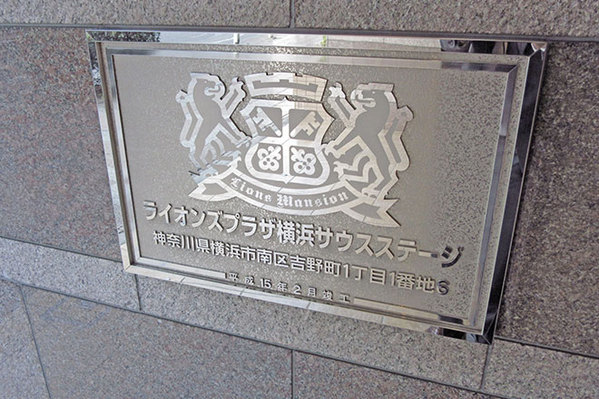 Lions Mansion
ライオンズプラザ横浜サウスステージ
神奈川県横浜市南区吉野町1丁目1番地6
平成15年2月竣工